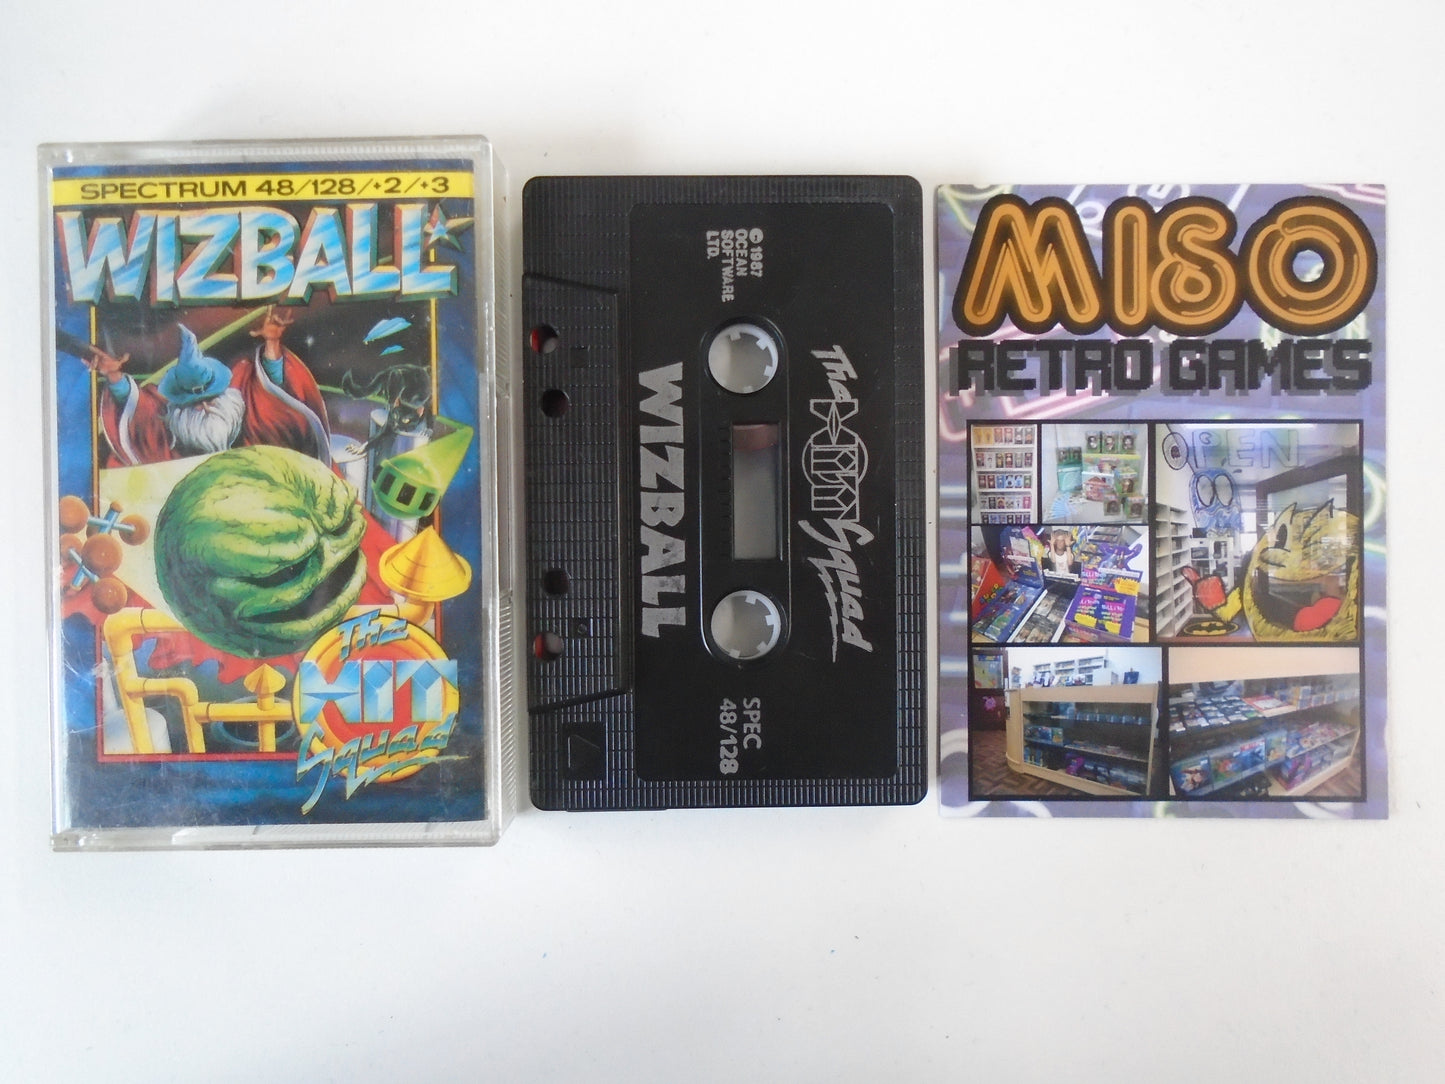 SPECTRUM 48/128/+2/+3
WIZBALL
The
HIT
Squad
© 1987
OCEAN
SOFTWARE
LTD.
WIZBALL
The
HIT
Squad
SPEC
48/128
MISO
RETRO GAMES
OPEN